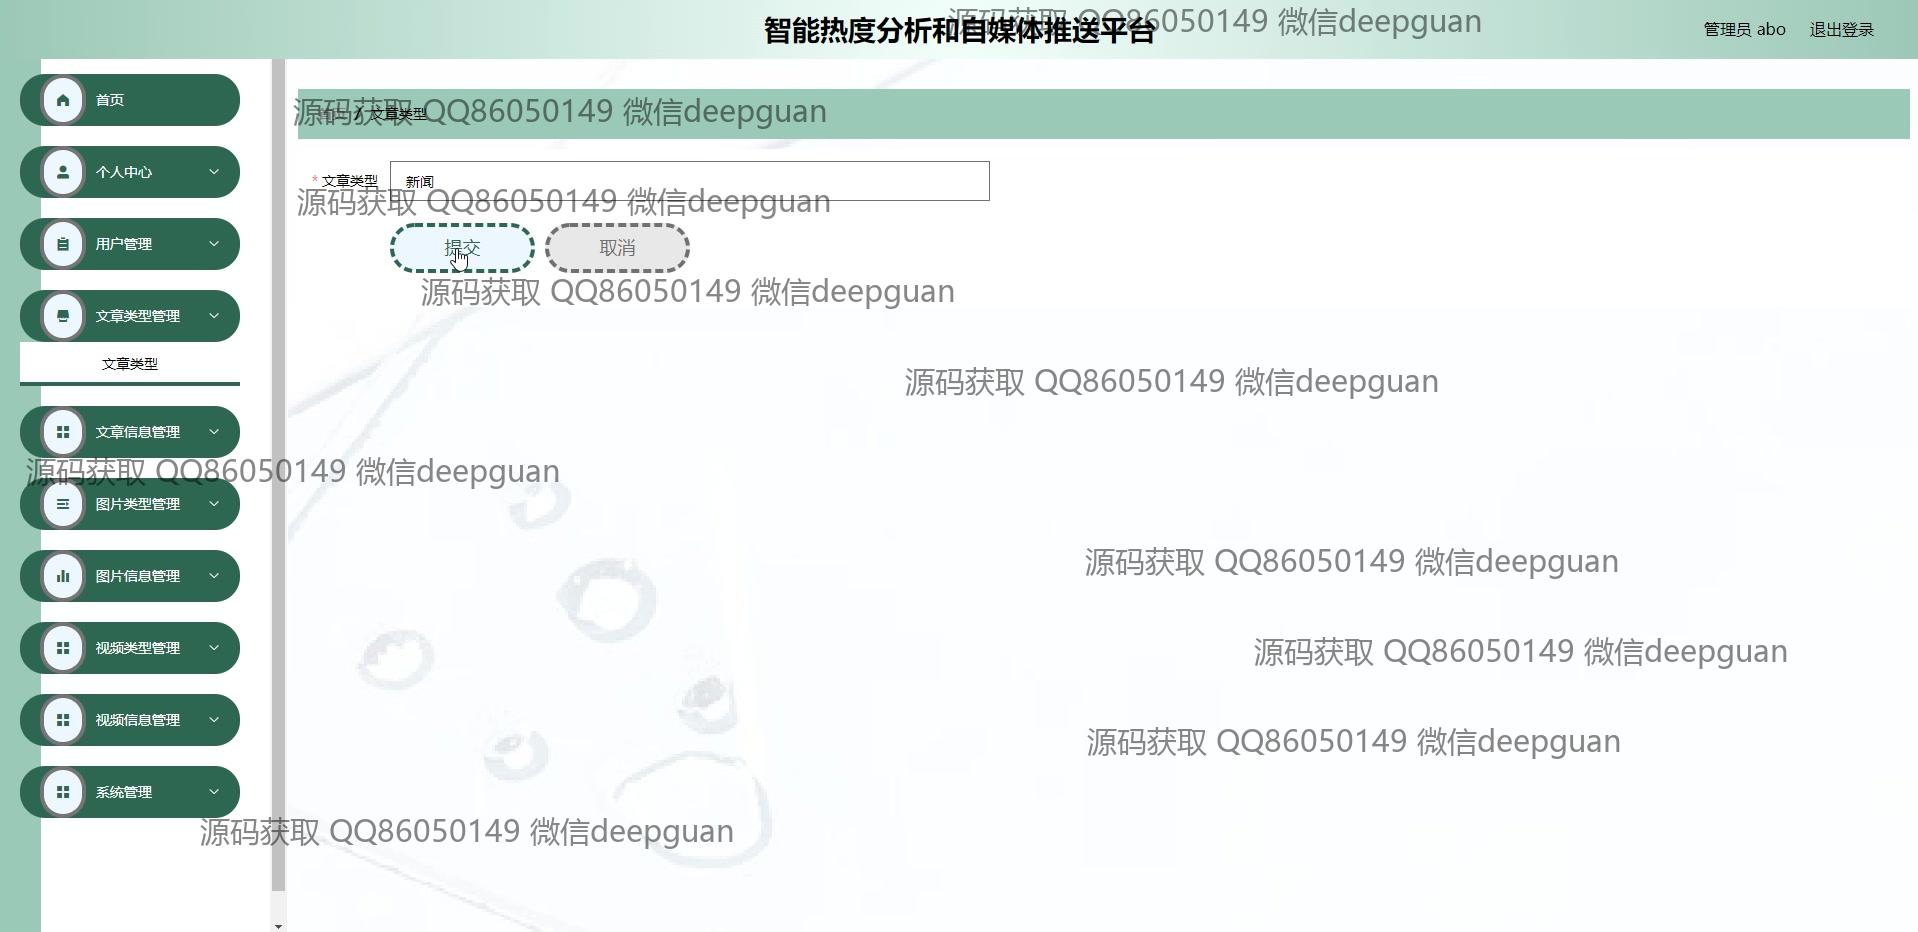 智能热度分析和自媒体推送平台
源码获取 QQ86050149 微信deepguan
管理员 abo
退出登录
首页
个人中心
用户管理
文章类型管理
文章类型
文章信息管理
图片类型管理
图片信息管理
视频类型管理
视频信息管理
系统管理
/ 文章类型
源码获取 QQ86050149 微信deepguan
* 文章类型
新闻
源码获取 QQ86050149 微信deepguan
提交
取消
源码获取 QQ86050149 微信deepguan
源码获取 QQ86050149 微信deepguan
源码获取 QQ86050149 微信deepguan
源码获取 QQ86050149 微信deepguan
源码获取 QQ86050149 微信deepguan
源码获取 QQ86050149 微信deepguan
源码获取 QQ86050149 微信deepguan